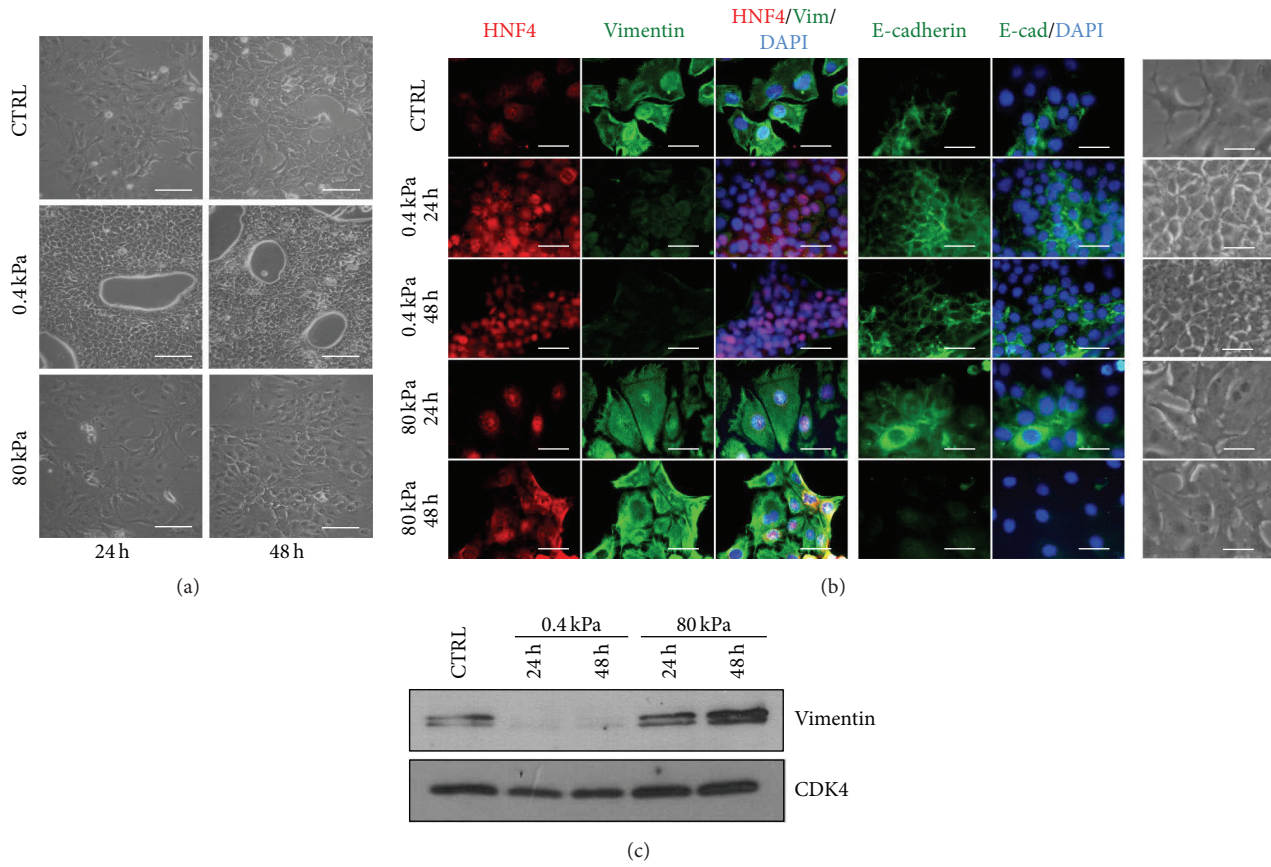 CTRL
0.4 kPa
80 kPa
24 h
48 h
(a)
HNF4
Vimentin
HNF4/Vim/
DAPI
E-cadherin
E-cad/DAPI
CTRL
0.4 kPa
24 h
0.4 kPa
48 h
80 kPa
24 h
80 kPa
48 h
(b)
CTRL
0.4 kPa
80 kPa
24 h
48 h
24 h
48 h
Vimentin
CDK4
(c)